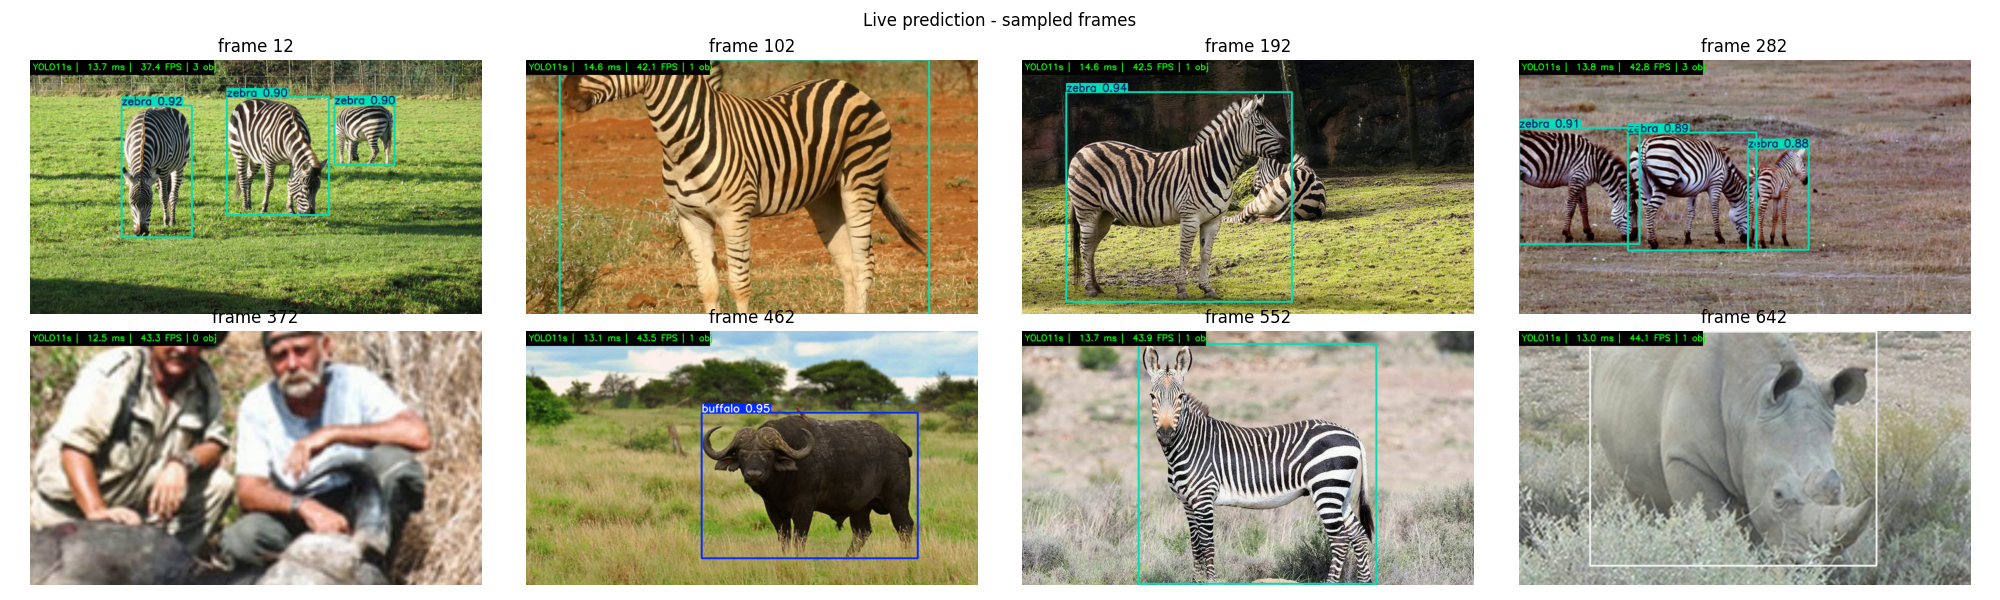 Live prediction - sampled frames
frame 12
frame 102
frame 192
frame 282
YOLO11s | 13.7 ms | 37.4 FPS | 3 obj
YOLO11s | 14.6 ms | 42.1 FPS | 1 obj
YOLO11s | 14.6 ms | 42.5 FPS | 1 obj
YOLO11s | 13.8 ms | 42.8 FPS | 3 obj
zebra 0.92
zebra 0.90
zebra 0.90
zebra 0.94
zebra 0.91
zebra 0.89
zebra 0.88
frame 372
frame 462
frame 552
frame 642
YOLO11s | 12.5 ms | 43.3 FPS | 0 obj
YOLO11s | 13.1 ms | 43.5 FPS | 1 obj
YOLO11s | 13.7 ms | 43.9 FPS | 1 obj
YOLO11s | 13.0 ms | 44.1 FPS | 1 obj
buffalo 0.95